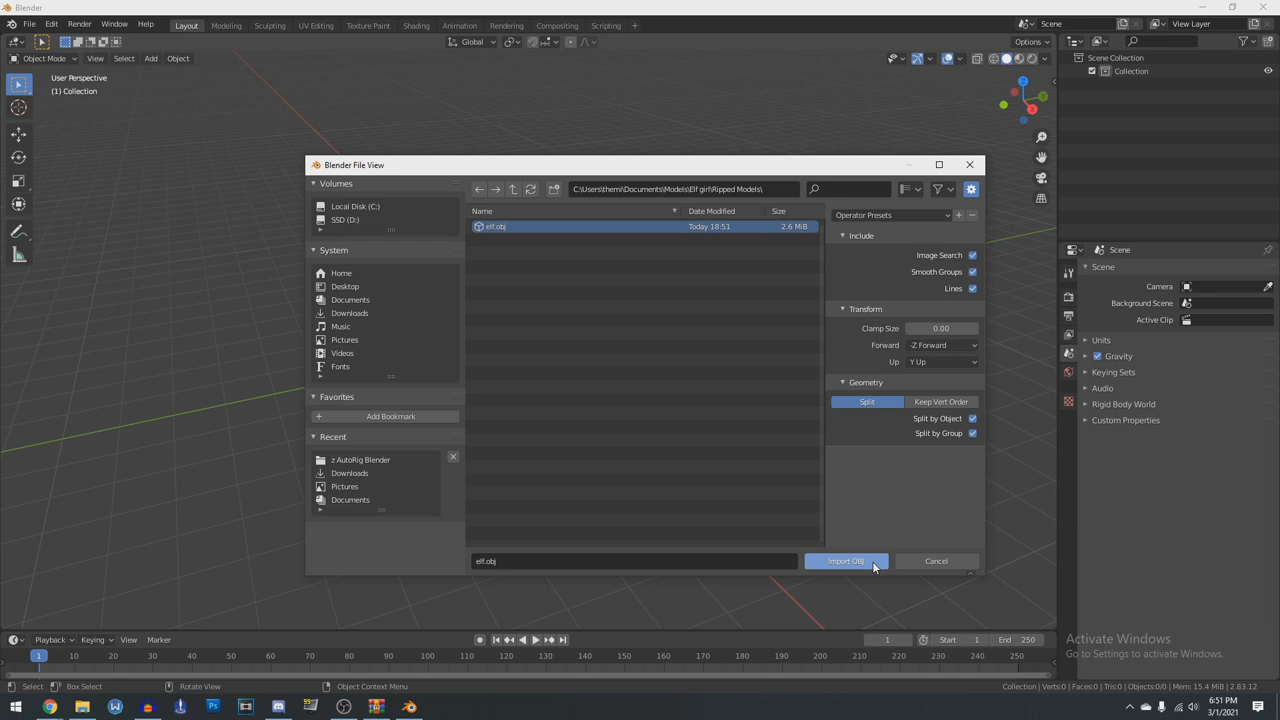 Blender
File Edit Render Window Help Layout Modeling Sculpting UV Editing Texture Paint Shading Animation Rendering Compositing Scripting + Scene View Layer
Global Options
Object Mode View Select Add Object
User Perspective
(1) Collection
Scene Collection
Collection
Z
Y
X
Blender File View
Volumes
Local Disk (C:)
SSD (D:)
System
Home
Desktop
Documents
Downloads
Music
Pictures
Videos
Fonts
Favorites
+ Add Bookmark
Recent
z AutoRig Blender
Downloads
Pictures
Documents
C:\Users\themi\Documents\Models\Elf girl\Ripped Models\
Name Date Modified Size
elf.obj Today 18:51 2.6 MiB
elf.obj
Operator Presets
Include
Image Search
Smooth Groups
Lines
Transform
Clamp Size 0.00
Forward -Z Forward
Up Y Up
Geometry
Split Keep Vert Order
Split by Object
Split by Group
Import OBJ Cancel
Scene
Scene
Camera
Background Scene
Active Clip
Units
Gravity
Keying Sets
Audio
Rigid Body World
Custom Properties
Playback Keying View Marker 1 Start 1 End 250
1 10 20 30 40 50 60 70 80 90 100 110 120 130 140 150 160 170 180 190 200 210 220 230 240 250
Activate Windows
Go to Settings to activate Windows.
Select Box Select Rotate View Object Context Menu Collection | Verts:0 | Faces:0 | Tris:0 | Objects:0/0 | Mem: 15.4 MiB | 2.83.12
Ps
6:51 PM
3/1/2021